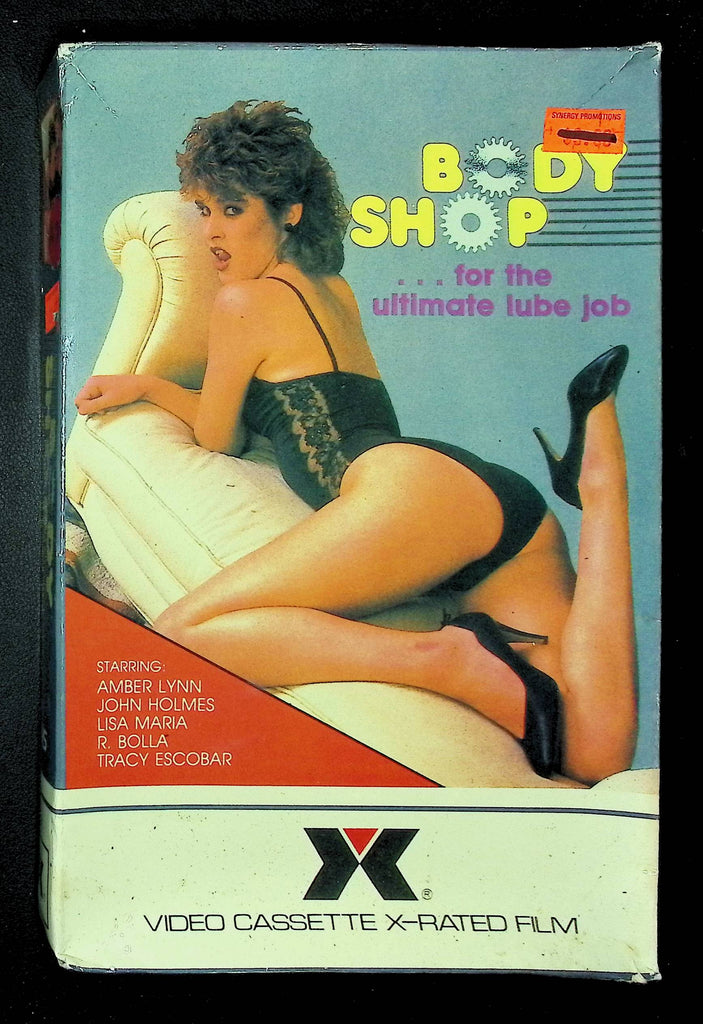 SYNERGY PROMOTIONS
BODY
SHOP
. . . for the
ultimate lube job
STARRING:
AMBER LYNN
JOHN HOLMES
LISA MARIA
R. BOLLA
TRACY ESCOBAR
X®
VIDEO CASSETTE X-RATED FILM